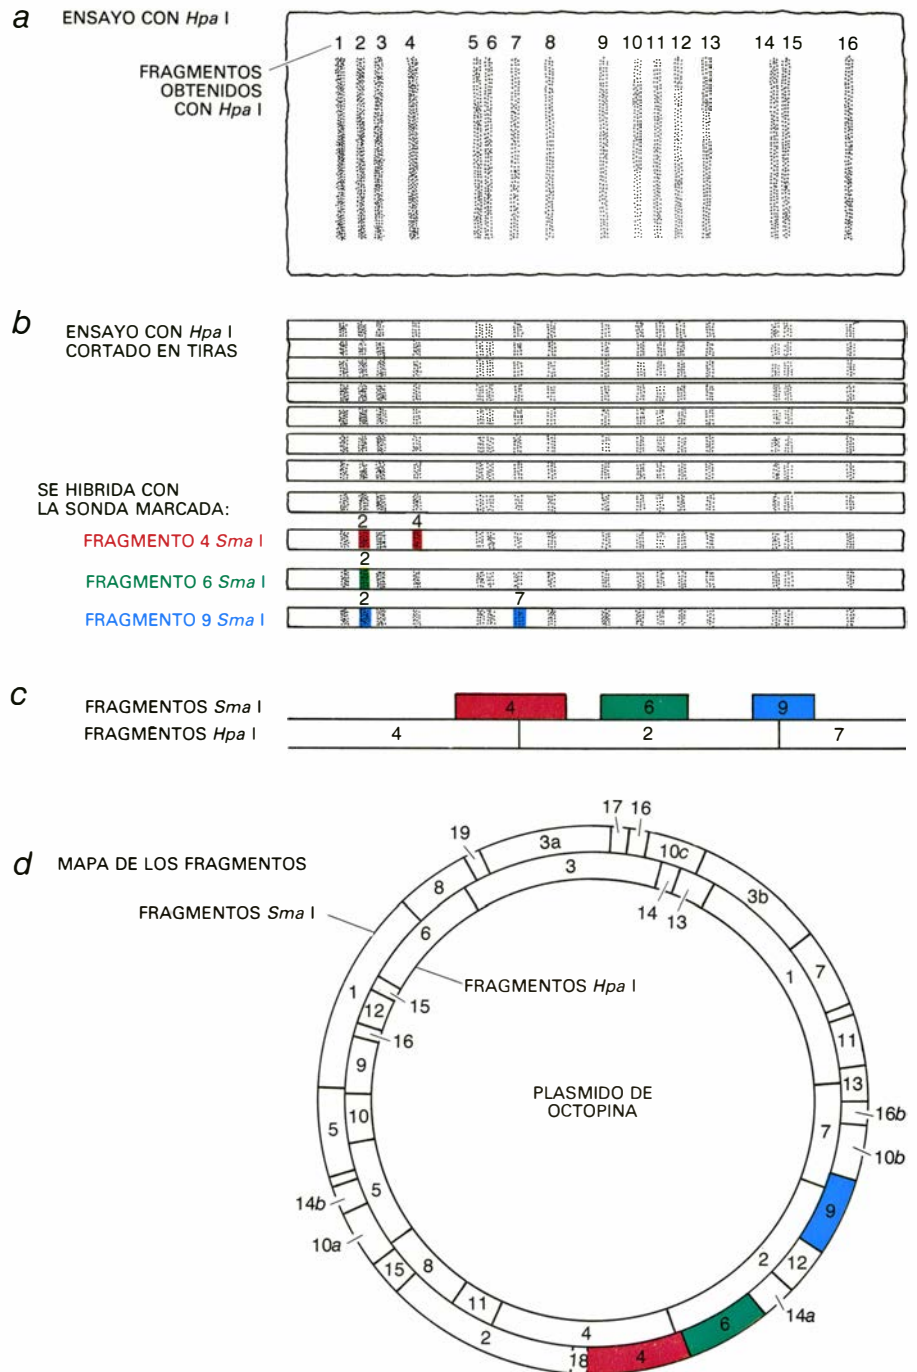 a ENSAYO CON Hpa I
FRAGMENTOS
OBTENIDOS
CON Hpa I
1 2 3 4 5 6 7 8 9 10 11 12 13 14 15 16
b ENSAYO CON Hpa I
CORTADO EN TIRAS
SE HIBRIDA CON
LA SONDA MARCADA:
2 4
FRAGMENTO 4 Sma I
2
FRAGMENTO 6 Sma I
2 7
FRAGMENTO 9 Sma I
c FRAGMENTOS Sma I
4 6 9
FRAGMENTOS Hpa I
4 2 7
d MAPA DE LOS FRAGMENTOS
FRAGMENTOS Sma I
19 3a 17 16 10c 3b 7 11 13 16b 10b 9 12 14a 6 4 18 2 15 10a 14b 5 1 8
FRAGMENTOS Hpa I
3 14 13 1 7 2 4 11 8 5 10 9 16 12 15 6
PLASMIDO DE
OCTOPINA